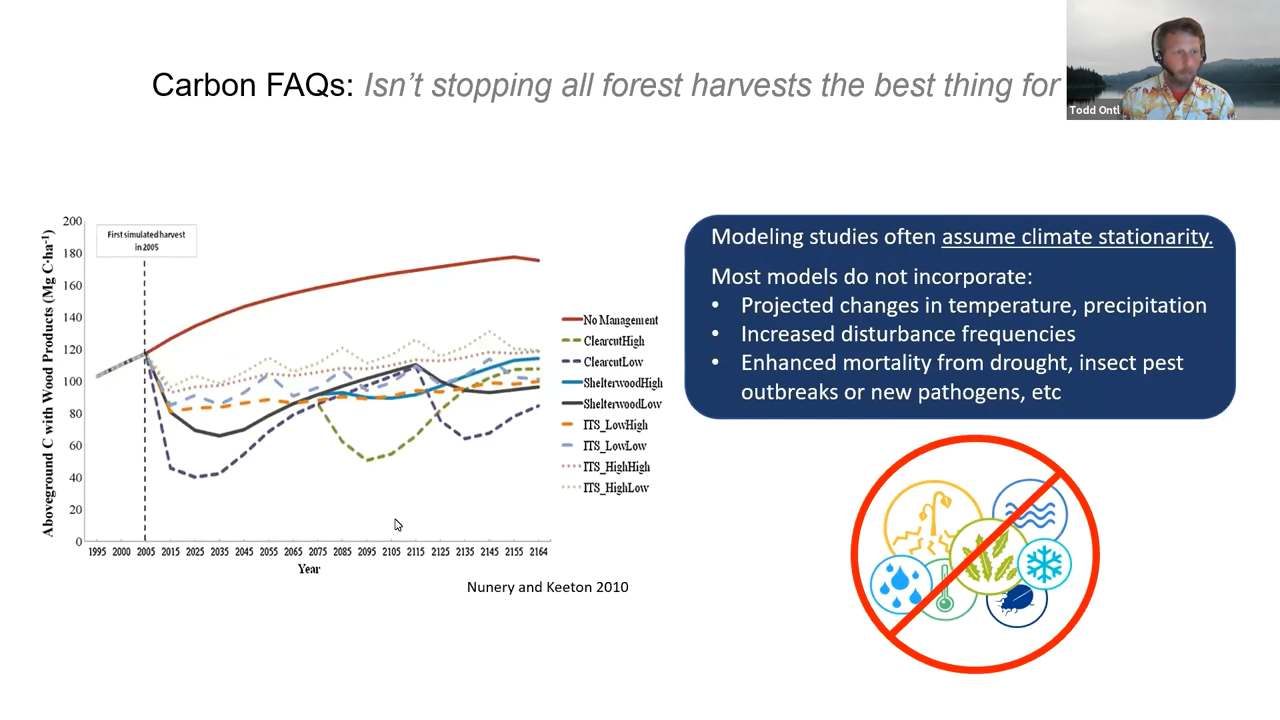 Carbon FAQs: Isn't stopping all forest harvests the best thing for
Todd Ontl
Aboveground C with Wood Products (Mg C·ha⁻¹)
200
180
160
140
120
100
80
60
40
20
0
First simulated harvest
in 2005
1995 2000 2005 2015 2025 2035 2045 2055 2065 2075 2085 2095 2105 2115 2135 2145 2155 2164
Year
No Management
ClearcutHigh
ClearcutLow
ShelterwoodHigh
ShelterwoodLow
ITS_LowHigh
ITS_LowLow
ITS_HighHigh
ITS_HighLow
Nunery and Keeton 2010
Modeling studies often assume climate stationarity.
Most models do not incorporate:
• Projected changes in temperature, precipitation
• Increased disturbance frequencies
• Enhanced mortality from drought, insect pest
outbreaks or new pathogens, etc